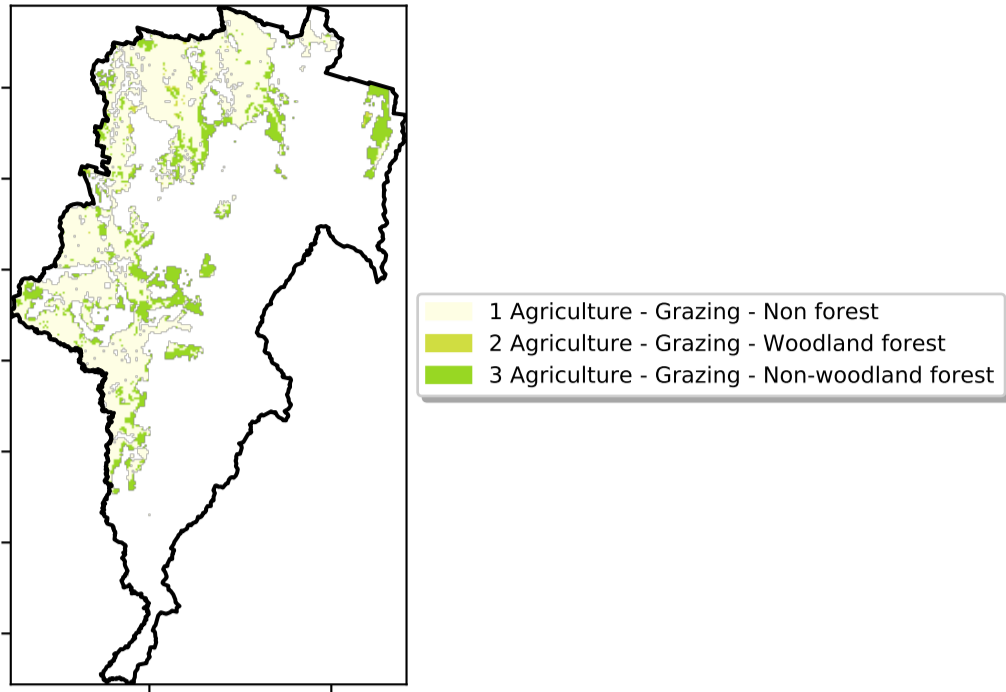 1 Agriculture - Grazing - Non forest
2 Agriculture - Grazing - Woodland forest
3 Agriculture - Grazing - Non-woodland forest